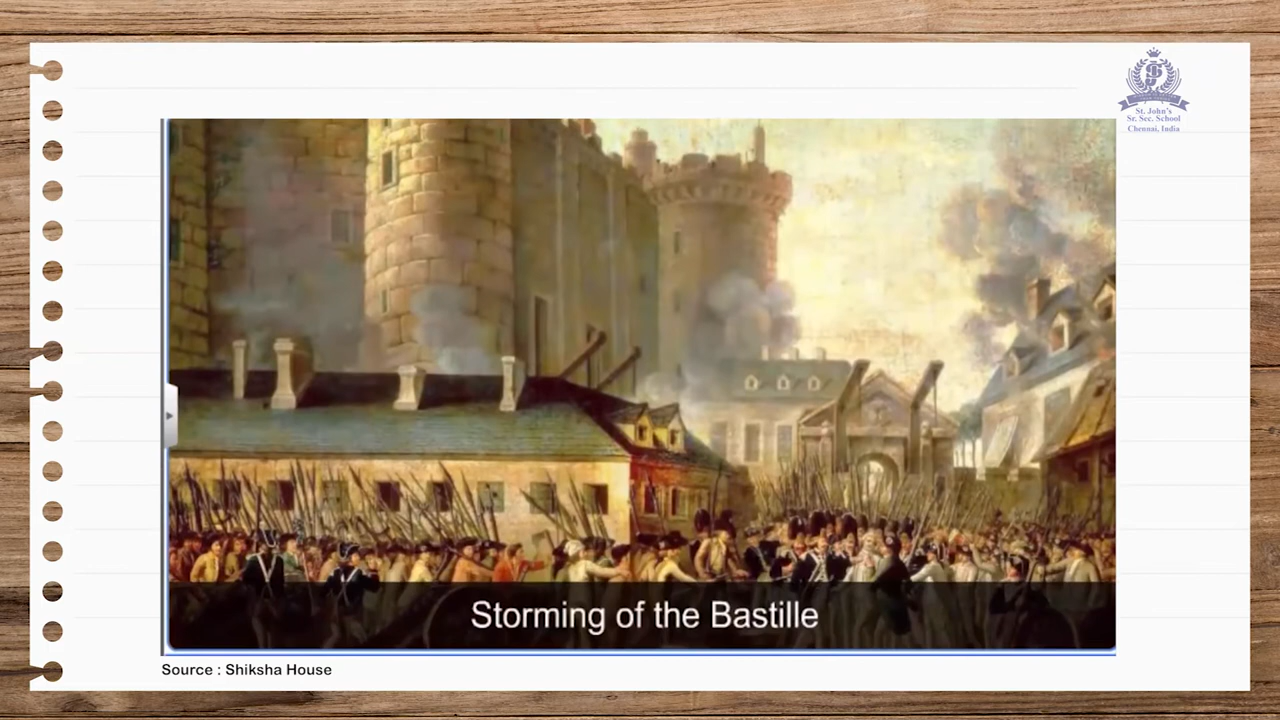 St. John's
Sr. Sec. School
Chennai, India
Storming of the Bastille
Source : Shiksha House